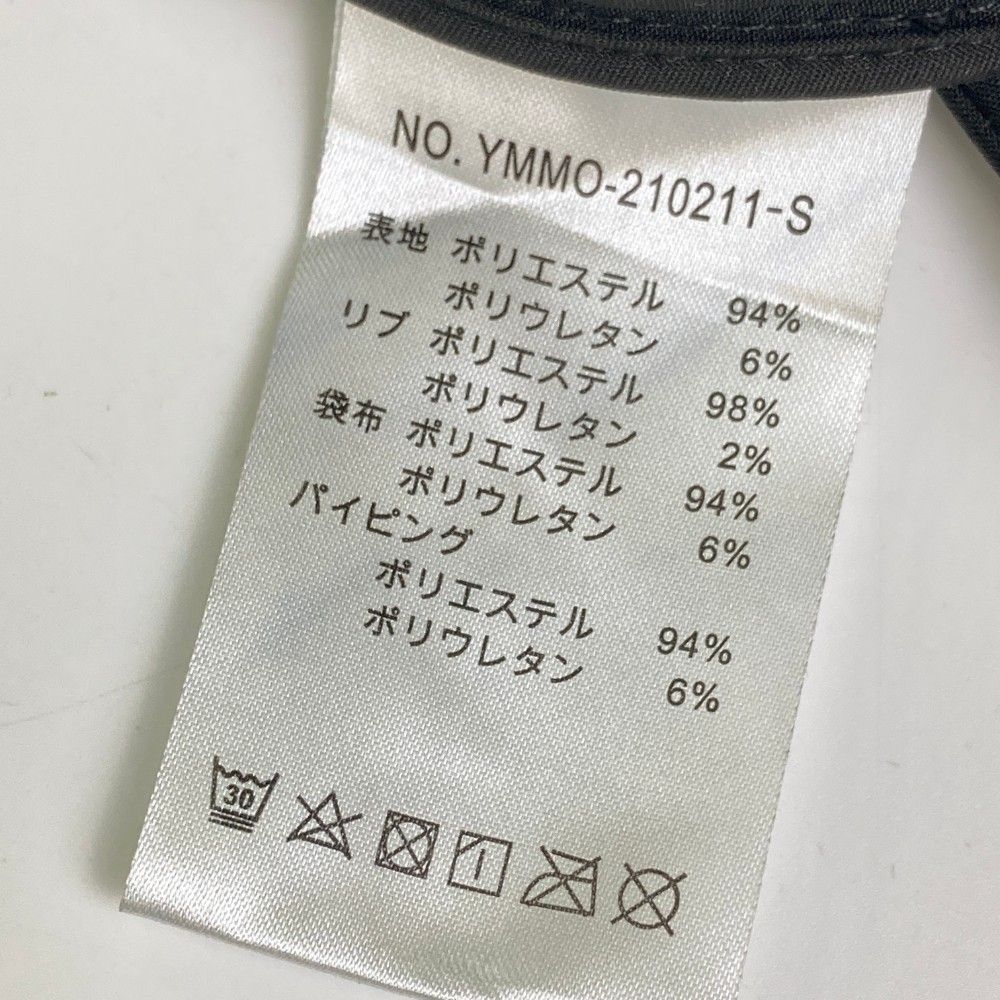 NO. YMMO-210211-S
表地 ポリエステル 94%
ポリウレタン 6%
リブ ポリエステル 98%
ポリウレタン 2%
袋布 ポリエステル 94%
ポリウレタン 6%
パイピング
ポリエステル 94%
ポリウレタン 6%
30